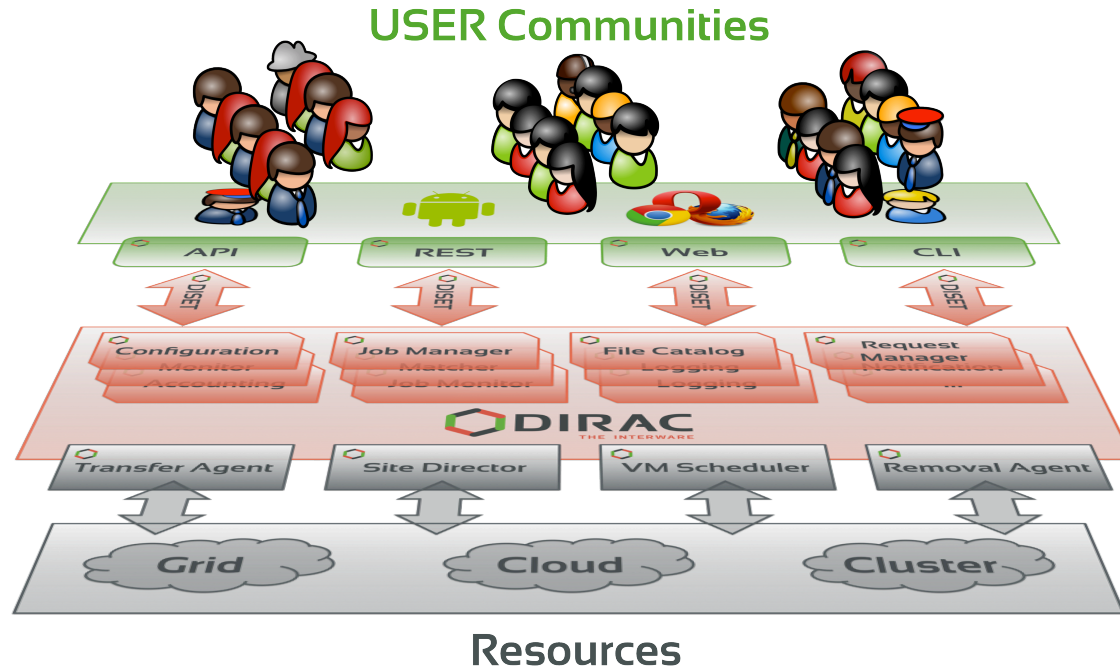 USER Communities
API
REST
Web
CLI
DISET
DISET
DISET
DISET
Configuration
Monitor
Accounting
Job Manager
Matcher
Job Monitor
File Catalog
Logging
Logging
Request
Manager
Notification
...
DIRAC
THE INTERWARE
Transfer Agent
Site Director
VM Scheduler
Removal Agent
Grid
Cloud
Cluster
Resources